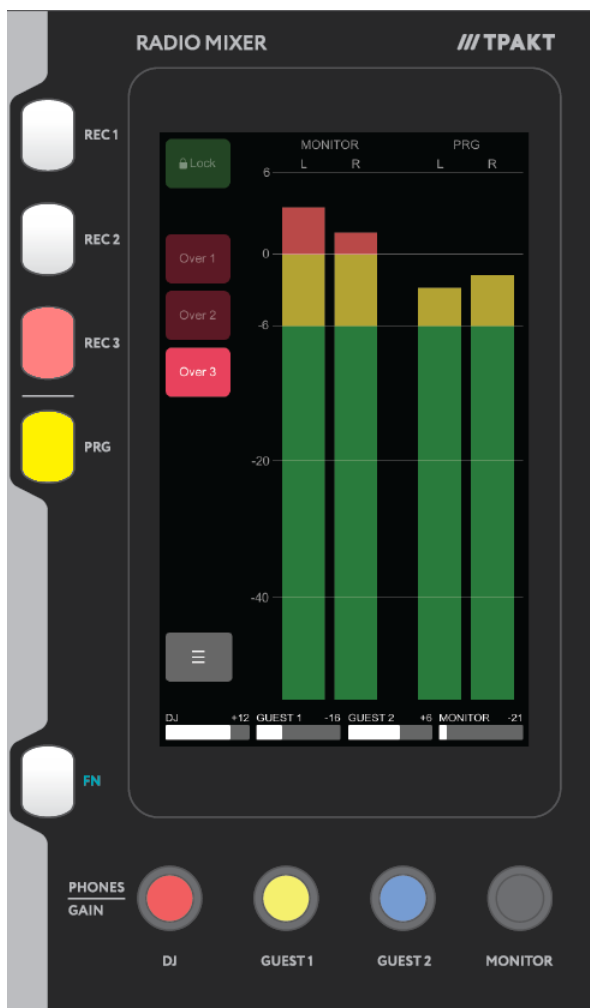 RADIO MIXER
/// TPAKT
REC 1
REC 2
REC 3
PRG
FN
Lock
Over 1
Over 2
Over 3
☰
MONITOR PRG
L R L R
6
0
-6
-20
-40
DJ +12 GUEST 1 -16 GUEST 2 +6 MONITOR -21
PHONES
GAIN
DJ GUEST 1 GUEST 2 MONITOR